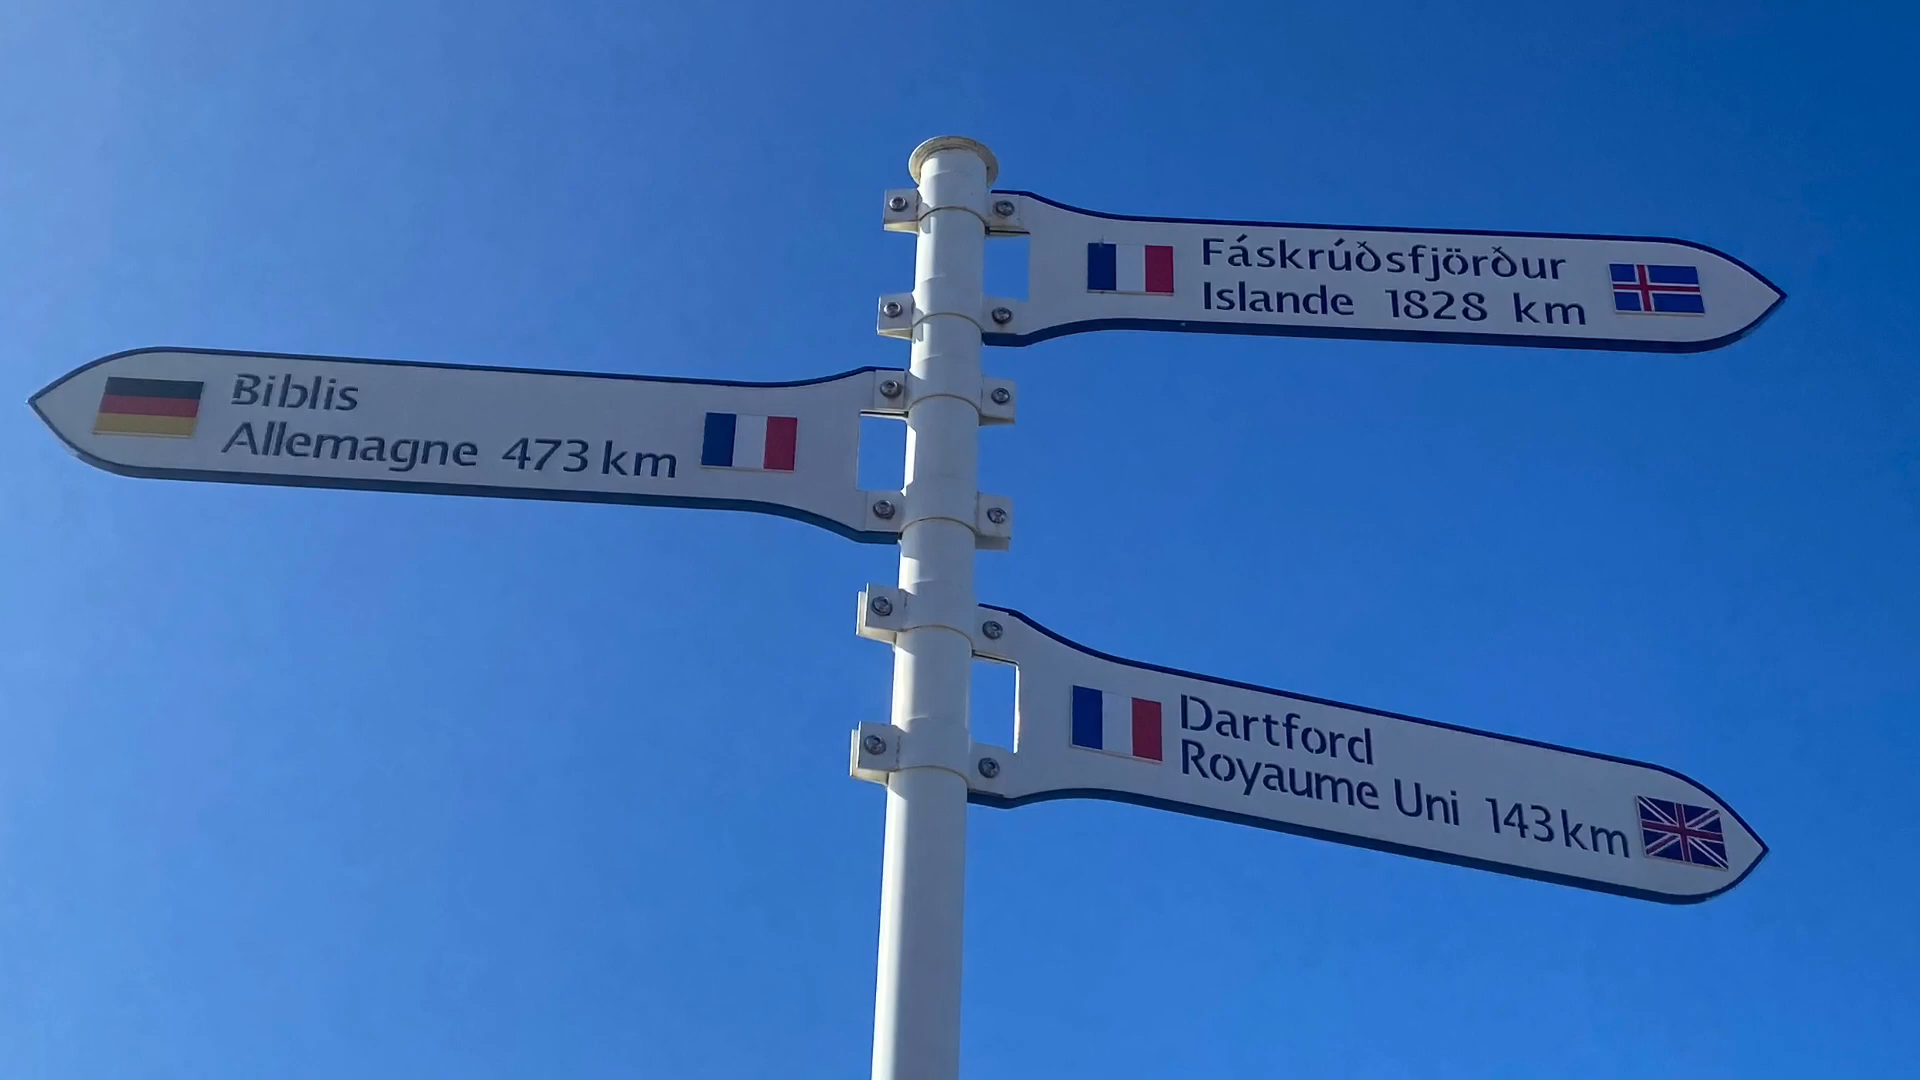 Fáskrúðsfjörður
Islande 1828 km
Biblis
Allemagne 473 km
Dartford
Royaume Uni 143 km